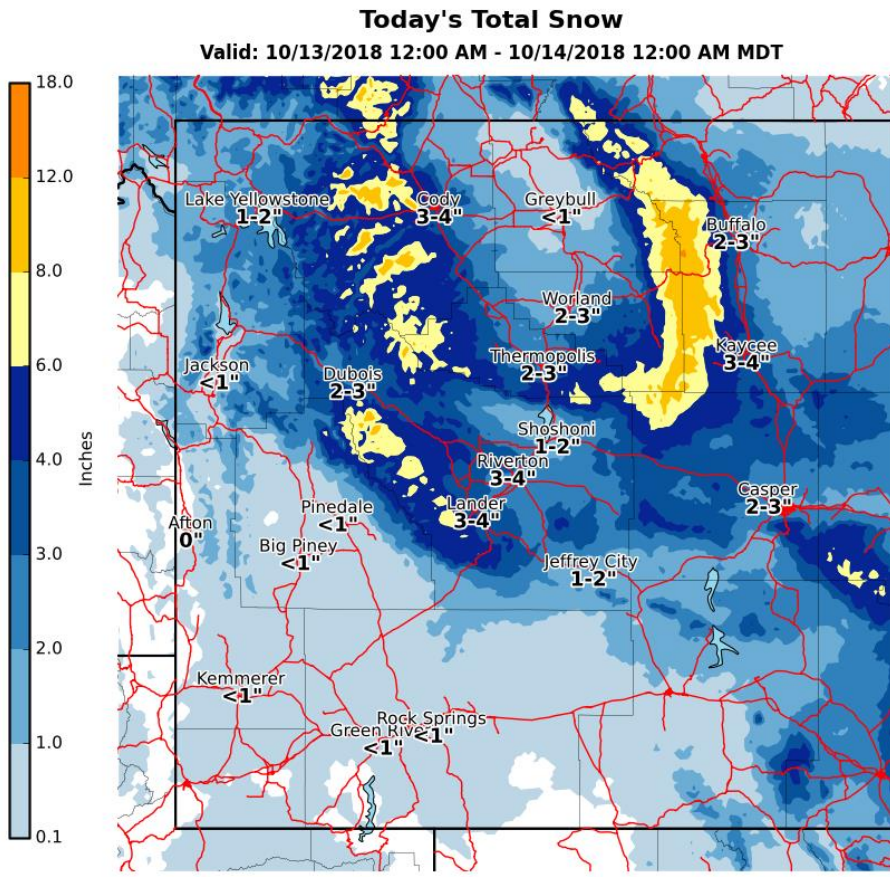 Today's Total Snow
Valid: 10/13/2018 12:00 AM - 10/14/2018 12:00 AM MDT
18.0
12.0
8.0
6.0
4.0
3.0
2.0
1.0
0.1
Inches
Lake Yellowstone
1-2"
Cody
3-4"
Greybull
<1"
Buffalo
2-3"
Worland
2-3"
Jackson
<1"
Dubois
2-3"
Thermopolis
2-3"
Kaycee
3-4"
Shoshoni
1-2"
Riverton
3-4"
Lander
3-4"
Casper
2-3"
Pinedale
<1"
Afton
0"
Big Piney
<1"
Jeffrey City
1-2"
Kemmerer
<1"
Rock Springs
<1"
Green River
<1"